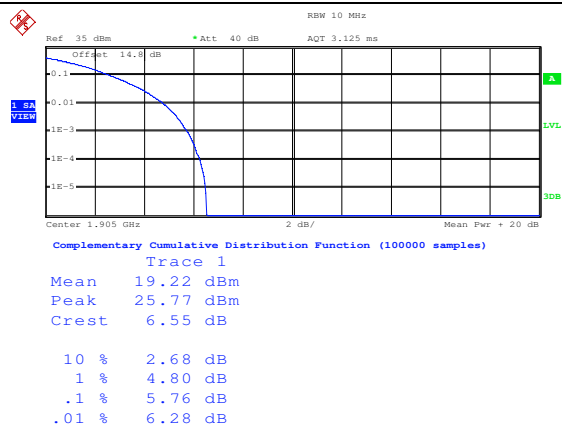 R S
RBW 10 MHz
Ref 35 dBm * Att 40 dB AQT 3.125 ms
Offset 14.8 dB
0.1
A
0.01
1 SA
VIEW
1E-3
LVL
1E-4
1E-5
3DB
Center 1.905 GHz 2 dB/ Mean Pwr + 20 dB
Complementary Cumulative Distribution Function (100000 samples)
Trace 1
Mean 19.22 dBm
Peak 25.77 dBm
Crest 6.55 dB
10 % 2.68 dB
1 % 4.80 dB
.1 % 5.76 dB
.01 % 6.28 dB